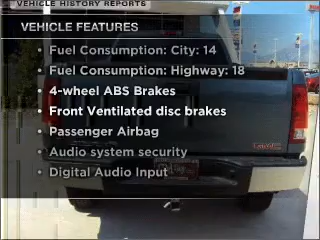 VEHICLE HISTORY REPORTS
VEHICLE FEATURES
• Fuel Consumption: City: 14
• Fuel Consumption: Highway: 18
• 4-wheel ABS Brakes
• Front Ventilated disc brakes
• Passenger Airbag
• Audio system security
• Digital Audio Input